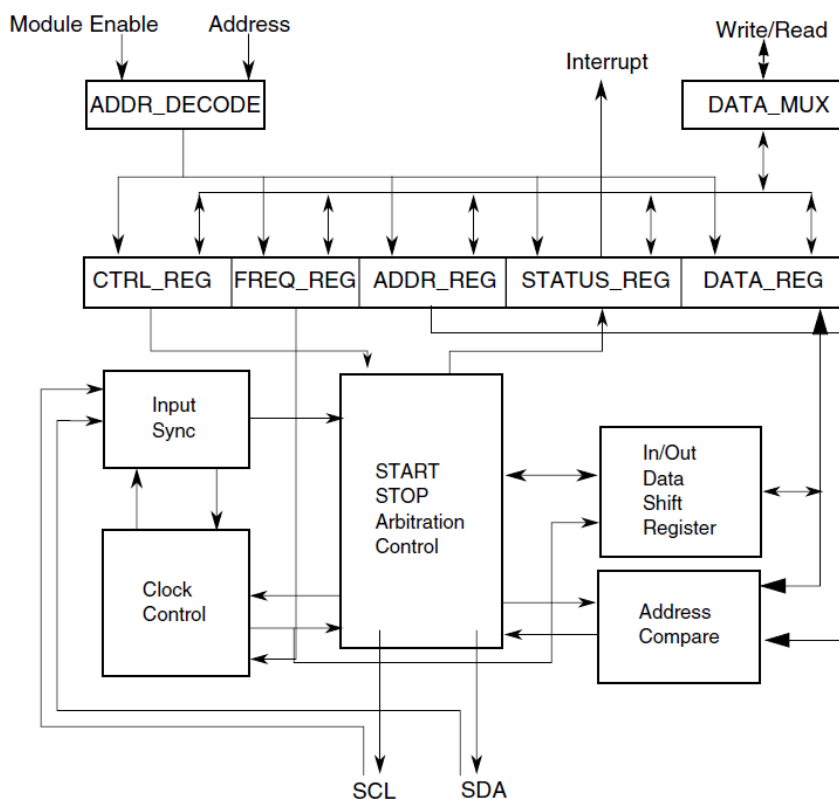 Module Enable
Address
Write/Read
Interrupt
ADDR_DECODE
DATA_MUX
CTRL_REG
FREQ_REG
ADDR_REG
STATUS_REG
DATA_REG
Input
Sync
START
STOP
Arbitration
Control
In/Out
Data
Shift
Register
Clock
Control
Address
Compare
SCL
SDA